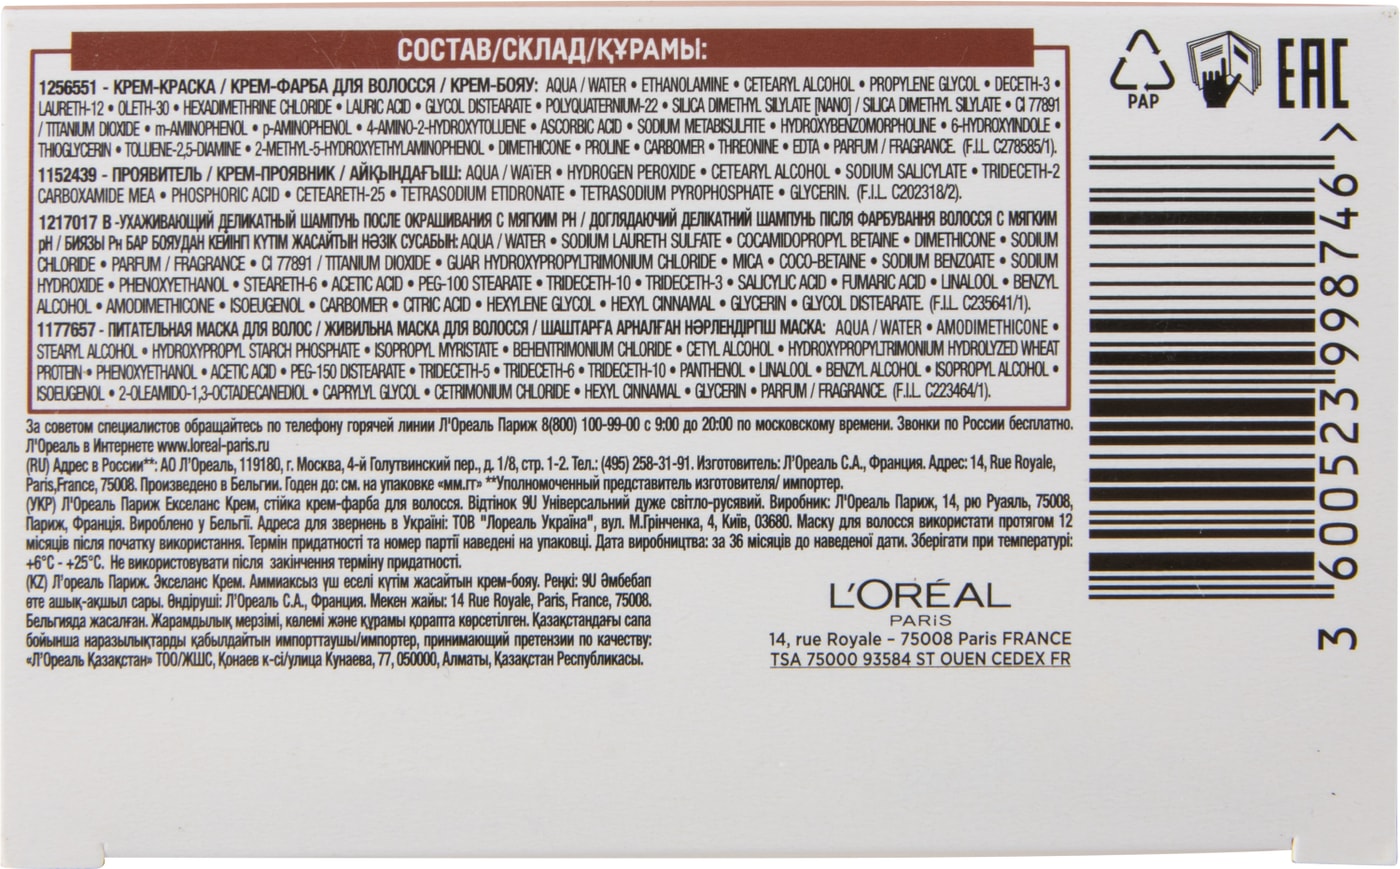 СОСТАВ/СКЛАД/ҚҰРАМЫ:
1256551 - КРЕМ-КРАСКА / КРЕМ-ФАРБА ДЛЯ ВОЛОССЯ / КРЕМ-БОЯУ: AQUA / WATER • ETHANOLAMINE • CETEARYL ALCOHOL • PROPYLENE GLYCOL • DECETH-3 •
LAURETH-12 • OLETH-30 • HEXADIMETHRINE CHLORIDE • LAURIC ACID • GLYCOL DISTEARATE • POLYQUATERNIUM-22 • SILICA DIMETHYL SILYLATE [NANO] / SILICA DIMETHYL SILYLATE • CI 77891
/ TITANIUM DIOXIDE • m-AMINOPHENOL • p-AMINOPHENOL • 4-AMINO-2-HYDROXYTOLUENE • ASCORBIC ACID • SODIUM METABISULFITE • HYDROXYBENZOMORPHOLINE • 6-HYDROXYINDOLE •
THIOGLYCERIN • TOLUENE-2,5-DIAMINE • 2-METHYL-5-HYDROXYETHYLAMINOPHENOL • DIMETHICONE • PROLINE • CARBOMER • THREONINE • EDTA • PARFUM / FRAGRANCE. (F.I.L. C278585/1).
1152439 - ПРОЯВИТЕЛЬ / КРЕМ-ПРОЯВНИК / АЙҚЫНДАҒЫШ: AQUA / WATER • HYDROGEN PEROXIDE • CETEARYL ALCOHOL • SODIUM SALICYLATE • TRIDECETH-2
CARBOXAMIDE MEA • PHOSPHORIC ACID • CETEARETH-25 • TETRASODIUM ETIDRONATE • TETRASODIUM PYROPHOSPHATE • GLYCERIN. (F.I.L. C202318/2).
1217017 B -УХАЖИВАЮЩИЙ ДЕЛИКАТНЫЙ ШАМПУНЬ ПОСЛЕ ОКРАШИВАНИЯ С МЯГКИМ PH / ДОГЛЯДАЮЧИЙ ДЕЛІКАТНИЙ ШАМПУНЬ ПІСЛЯ ФАРБУВАННЯ ВОЛОССЯ С МЯГКИМ
pH / БИЯЗЫ Рн БАР БОЯУДАН КЕЙІНГІ КҮТІМ ЖАСАЙТЫН НӘЗІК СУСАБЫН: AQUA / WATER • SODIUM LAURETH SULFATE • COCAMIDOPROPYL BETAINE • DIMETHICONE • SODIUM
CHLORIDE • PARFUM / FRAGRANCE • CI 77891 / TITANIUM DIOXIDE • GUAR HYDROXYPROPYLTRIMONIUM CHLORIDE • MICA • COCO-BETAINE • SODIUM BENZOATE • SODIUM
HYDROXIDE • PHENOXYETHANOL • STEARETH-6 • ACETIC ACID • PEG-100 STEARATE • TRIDECETH-10 • TRIDECETH-3 • SALICYLIC ACID • FUMARIC ACID • LINALOOL • BENZYL
ALCOHOL • AMODIMETHICONE • ISOEUGENOL • CARBOMER • CITRIC ACID • HEXYLENE GLYCOL • HEXYL CINNAMAL • GLYCERIN • GLYCOL DISTEARATE. (F.I.L. C235641/1).
1177657 - ПИТАТЕЛЬНАЯ МАСКА ДЛЯ ВОЛОС / ЖИВИЛЬНА МАСКА ДЛЯ ВОЛОССЯ / ШАШТАРҒА АРНАЛҒАН НӘРЛЕНДІРГІШ МАСКА: AQUA / WATER • AMODIMETHICONE •
STEARYL ALCOHOL • HYDROXYPROPYL STARCH PHOSPHATE • ISOPROPYL MYRISTATE • BEHENTRIMONIUM CHLORIDE • CETYL ALCOHOL • HYDROXYPROPYLTRIMONIUM HYDROLYZED WHEAT
PROTEIN • PHENOXYETHANOL • ACETIC ACID • PEG-150 DISTEARATE • TRIDECETH-5 • TRIDECETH-6 • TRIDECETH-10 • PANTHENOL • LINALOOL • BENZYL ALCOHOL • ISOPROPYL ALCOHOL •
ISOEUGENOL • 2-OLEAMIDO-1,3-OCTADECANEDIOL • CAPRYLYL GLYCOL • CETRIMONIUM CHLORIDE • HEXYL CINNAMAL • GLYCERIN • PARFUM / FRAGRANCE. (F.I.L. C223464/1).
За советом специалистов обращайтесь по телефону горячей линии Л'Ореаль Париж 8(800) 100-99-00 с 9:00 до 20:00 по московскому времени. Звонки по России бесплатно.
Л'Ореаль в Интернете www.loreal-paris.ru
(RU) Адрес в России**: АО Л'Ореаль, 119180, г. Москва, 4-й Голутвинский пер., д. 1/8, стр. 1-2. Тел.: (495) 258-31-91. Изготовитель: Л'Ореаль С.А., Франция. Адрес: 14, Rue Royale,
Paris,France, 75008. Произведено в Бельгии. Годен до: см. на упаковке «мм.гг» **Уполномоченный представитель изготовителя/ импортер.
(УКР) Л'Ореаль Париж Екселанс Крем, стійка крем-фарба для волосся. Відтінок 9U Універсальний дуже світло-русявий. Виробник: Л'Ореаль Париж, 14, рю Руаяль, 75008,
Париж, Франція. Вироблено у Бельгії. Адреса для звернень в Україні: ТОВ "Лореаль Україна", вул. М.Грінченка, 4, Київ, 03680. Маску для волосся використати протягом 12
місяців після початку використання. Термін придатності та номер партії наведені на упаковці. Дата виробництва: за 36 місяців до наведеної дати. Зберігати при температурі:
+6°C - +25°C. Не використовувати після закінчення терміну придатності.
(KZ) Л'ореаль Париж. Экселанс Крем. Аммиаксыз үш еселі күтім жасайтын крем-бояу. Реңкі: 9U Әмбебап
өте ашық-ақшыл сары. Өндіруші: Л'Ореаль С.А., Франция. Мекен жайы: 14 Rue Royale, Paris, France, 75008.
Бельгияда жасалған. Жарамдылық мерзімі, көлемі және құрамы қорапта көрсетілген. Қазақстандағы сапа
бойынша наразылықтарды қабылдайтын импорттаушы/импортер, принимающий претензии по качеству:
«Л'Ореаль Қазақстан» ТОО/ЖШС, Қонаев к-сі/улица Кунаева, 77, 050000, Алматы, Қазақстан Республикасы.
L'ORÉAL
PARIS
14, rue Royale - 75008 Paris FRANCE
TSA 75000 93584 ST OUEN CEDEX FR
PAP
EAC
3 600523 998746 >